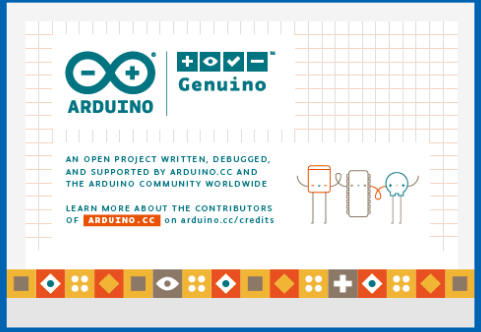 ARDUINO
Genuino™
AN OPEN PROJECT WRITTEN, DEBUGGED,
AND SUPPORTED BY ARDUINO.CC AND
THE ARDUINO COMMUNITY WORLDWIDE
LEARN MORE ABOUT THE CONTRIBUTORS
OF ARDUINO.CC on arduino.cc/credits